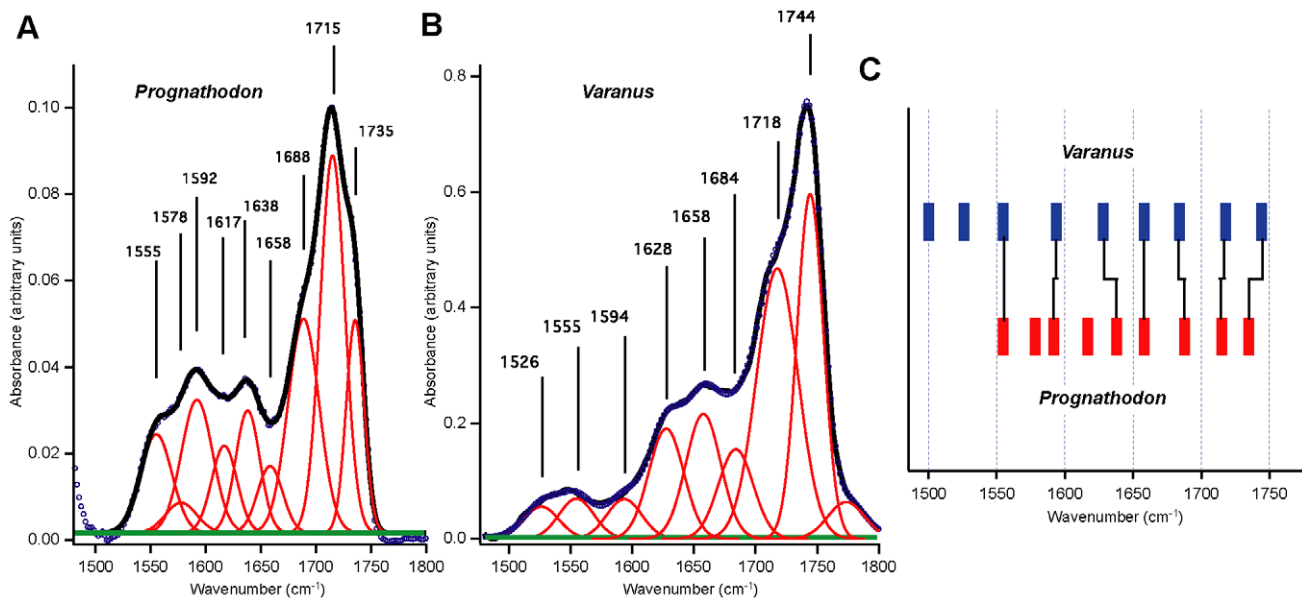 A
Prognathodon
1715
1735
1688
1592
1638
1578
1617
1658
1555
0.10
0.08
0.06
0.04
0.02
0.00
Absorbance (arbitrary units)
1500 1550 1600 1650 1700 1750 1800
Wavenumber (cm⁻¹)
B
Varanus
1744
1718
1684
1658
1628
1594
1555
1526
0.8
0.6
0.4
0.2
0.0
Absorbance (arbitrary units)
1500 1550 1600 1650 1700 1750 1800
Wavenumber (cm⁻¹)
C
Varanus
Prognathodon
1500 1550 1600 1650 1700 1750
Wavenumber (cm⁻¹)